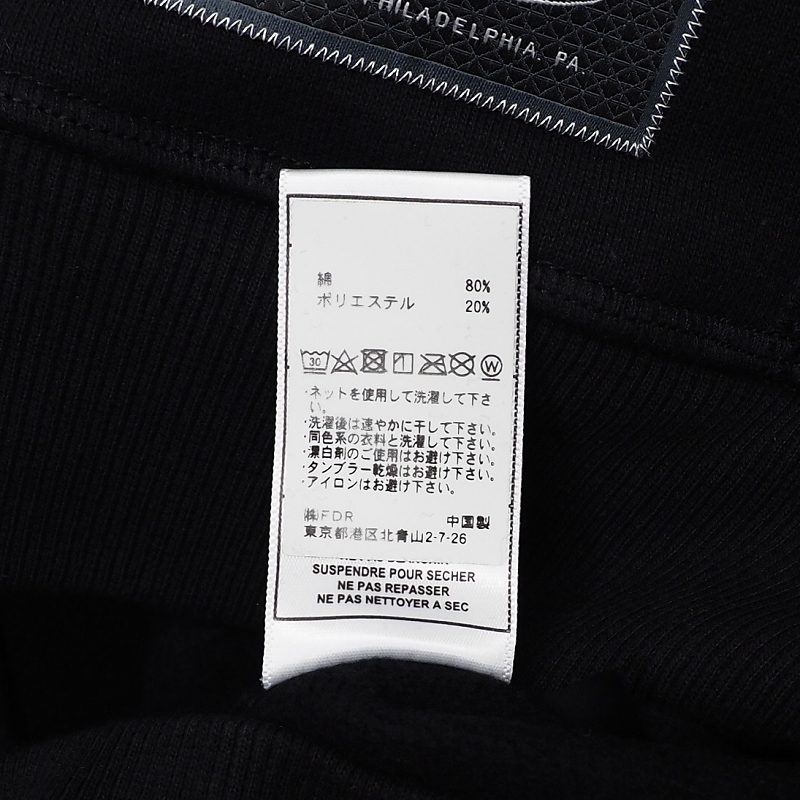 PHILADELPHIA. PA.
綿 80%
ポリエステル 20%
30 W
・ネットを使用して洗濯して下さ
い。
・洗濯後は速やかに干して下さい。
・同色系の衣料と洗濯して下さい。
・漂白剤のご使用はお避け下さい。
・タンブラー乾燥はお避け下さい。
・アイロンはお避け下さい。
㈱FDR 中国製
東京都港区北青山2-7-26
SUSPENDRE POUR SECHER
NE PAS REPASSER
NE PAS NETTOYER A SEC